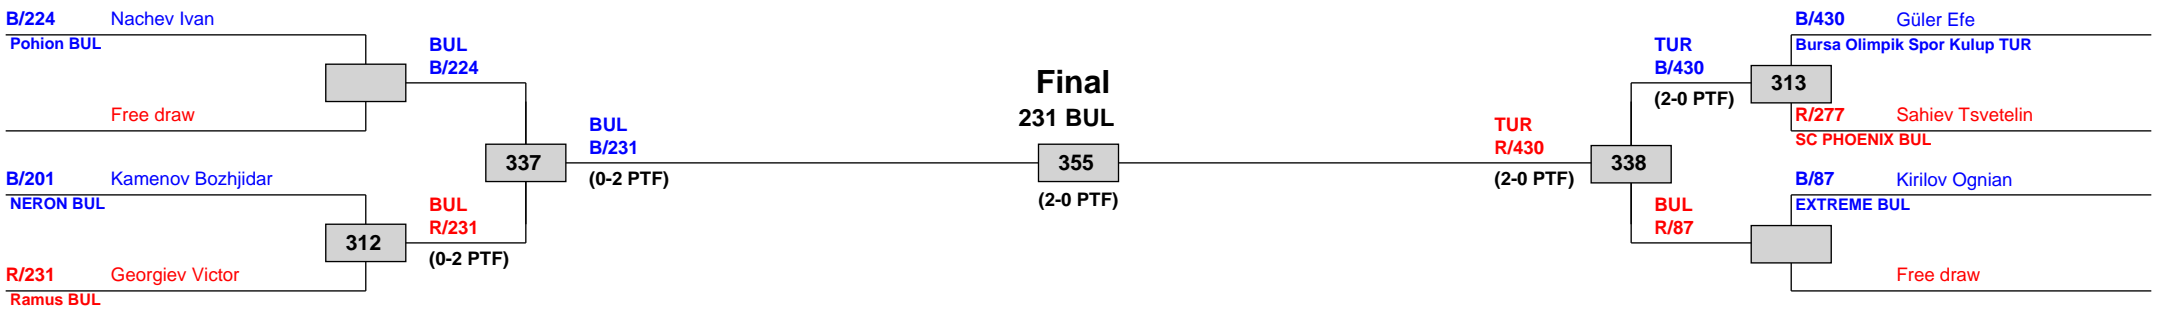 B/224 Nachev Ivan
Pohion BUL
Free draw
B/201 Kamenov Bozhjidar
NERON BUL
312
R/231 Georgiev Victor
Ramus BUL
BUL
B/224
337
BUL
R/231
(0-2 PTF)
BUL
B/231
(0-2 PTF)
Final
231 BUL
355
(2-0 PTF)
TUR
R/430
(2-0 PTF)
338
TUR
B/430
(2-0 PTF)
BUL
R/87
B/430 Güler Efe
Bursa Olimpik Spor Kulup TUR
313
R/277 Sahiev Tsvetelin
SC PHOENIX BUL
B/87 Kirilov Ognian
EXTREME BUL
Free draw